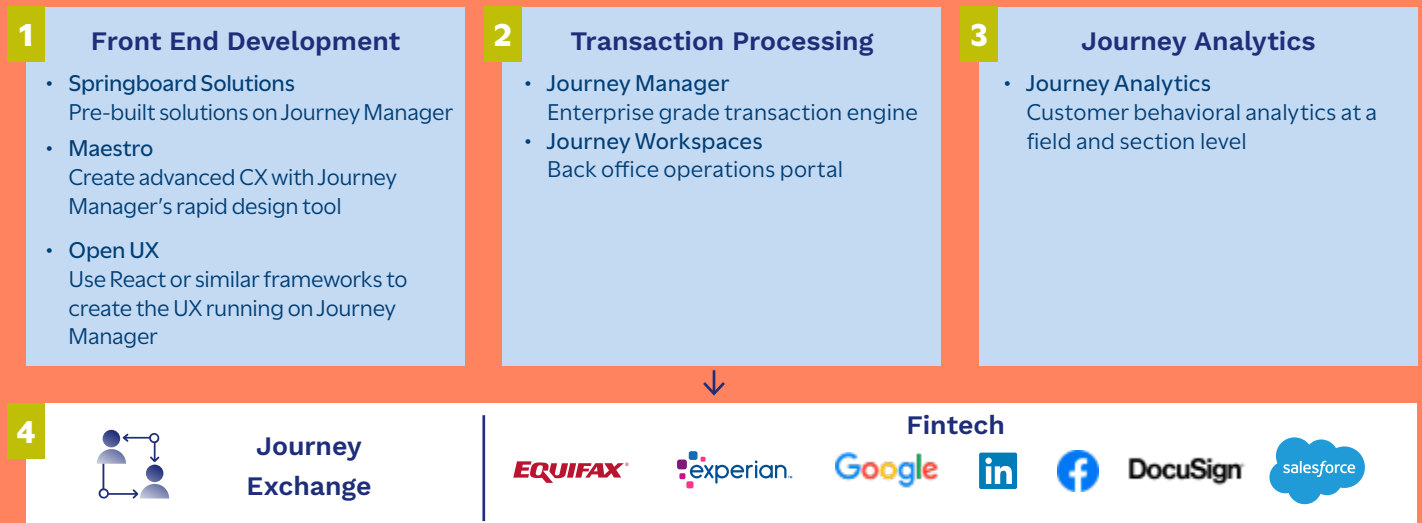 1
Front End Development
• Springboard Solutions
Pre-built solutions on Journey Manager
• Maestro
Create advanced CX with Journey
Manager's rapid design tool
• Open UX
Use React or similar frameworks to
create the UX running on Journey
Manager
2
Transaction Processing
• Journey Manager
Enterprise grade transaction engine
• Journey Workspaces
Back office operations portal
3
Journey Analytics
• Journey Analytics
Customer behavioral analytics at a
field and section level
4
Journey
Exchange
Fintech
EQUIFAX
experian.
Google
in
f
DocuSign
salesforce